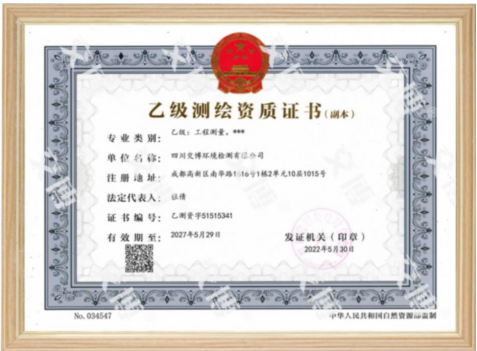 乙级测绘资质证书(副本)
专业类别: 乙级:工程测量。***
单位名称: 四川交博环境检测有限公司
注册地址: 成都高新区南华路1616号1栋2单元10层1015号
法定代表人: 张倩
证书编号: 乙测资字51515341
有效期至: 2027年5月29日
发证机关(印章)
2022年5月30日
No. 034547
中华人民共和国自然资源部监制